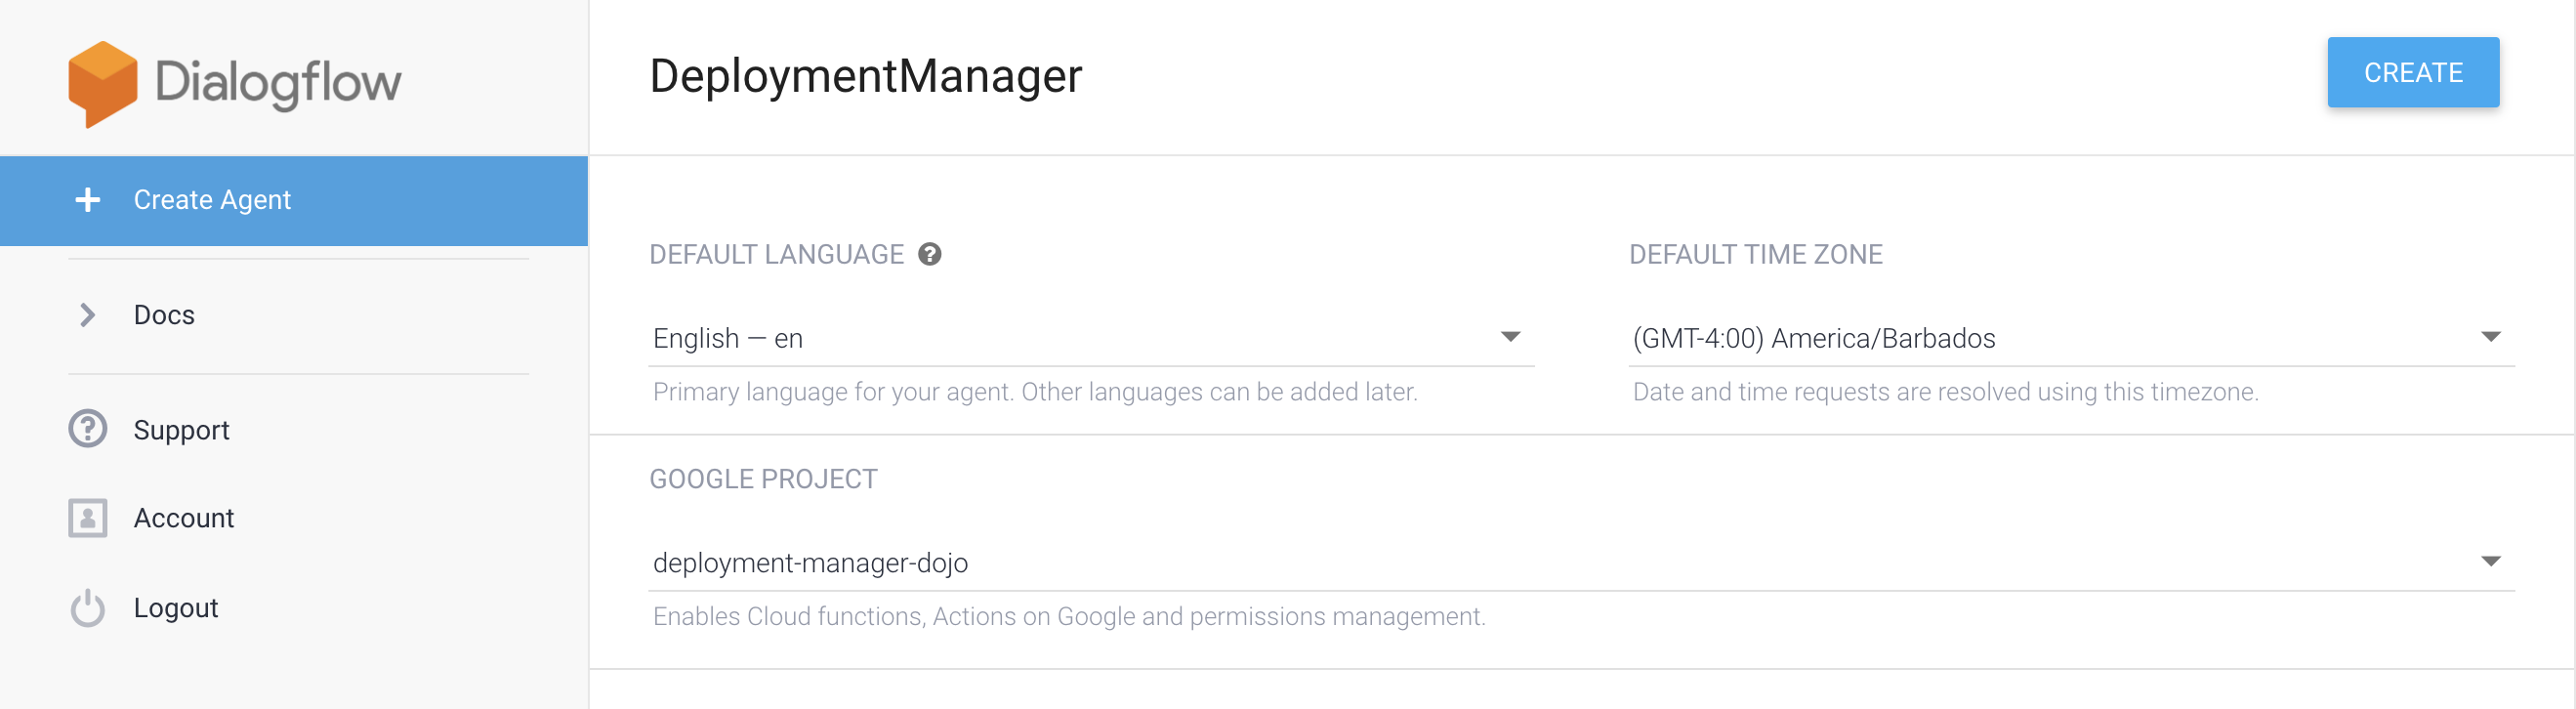 Dialogflow
Create Agent
Docs
Support
Account
Logout
DeploymentManager
CREATE
DEFAULT LANGUAGE ?
English — en
Primary language for your agent. Other languages can be added later.
DEFAULT TIME ZONE
(GMT-4:00) America/Barbados
Date and time requests are resolved using this timezone.
GOOGLE PROJECT
deployment-manager-dojo
Enables Cloud functions, Actions on Google and permissions management.